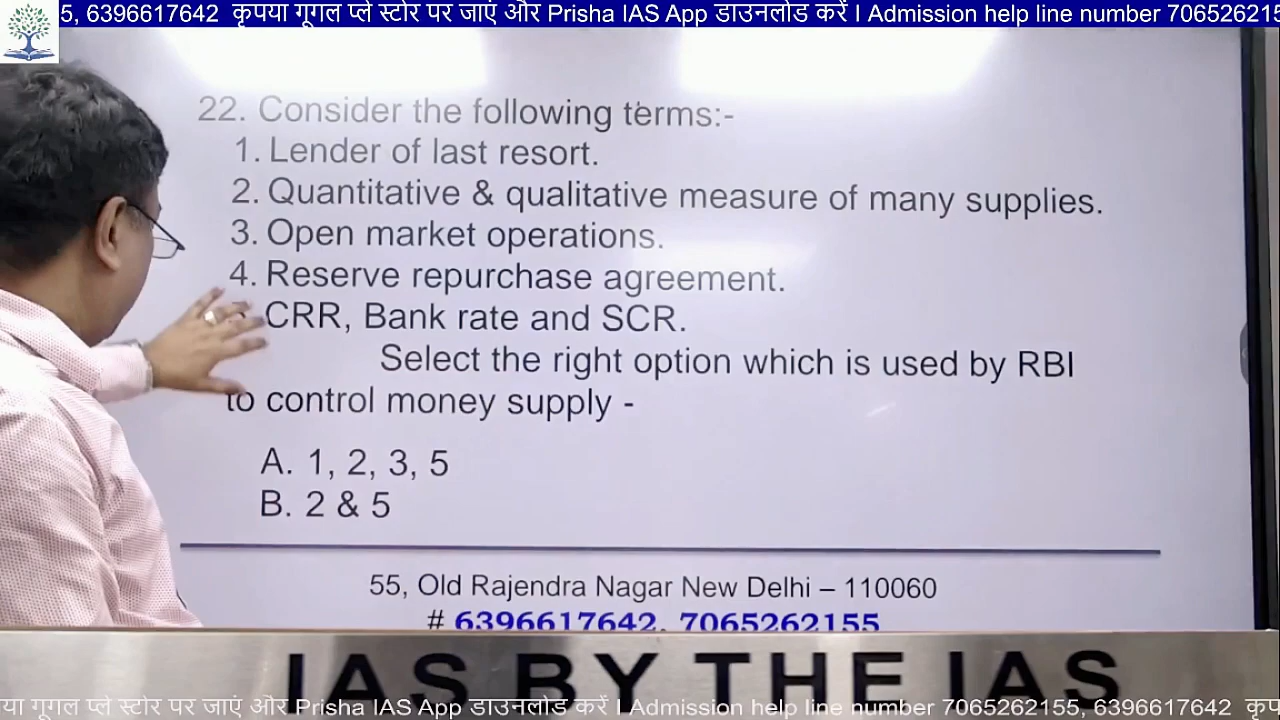 5, 6396617642 कृपया गूगल प्ले स्टोर पर जाएं और Prisha IAS App डाउनलोड करें I Admission help line number 706526215
22. Consider the following terms:-
1. Lender of last resort.
2. Quantitative & qualitative measure of many supplies.
3. Open market operations.
4. Reserve repurchase agreement.
CRR, Bank rate and SCR.
Select the right option which is used by RBI
to control money supply -
A. 1, 2, 3, 5
B. 2 & 5
55, Old Rajendra Nagar New Delhi – 110060
# 6396617642, 7065262155
IAS BY THE IAS
या गूगल प्ले स्टोर पर जाएं और Prisha IAS App डाउनलोड करें I Admission help line number 7065262155, 6396617642 कृप